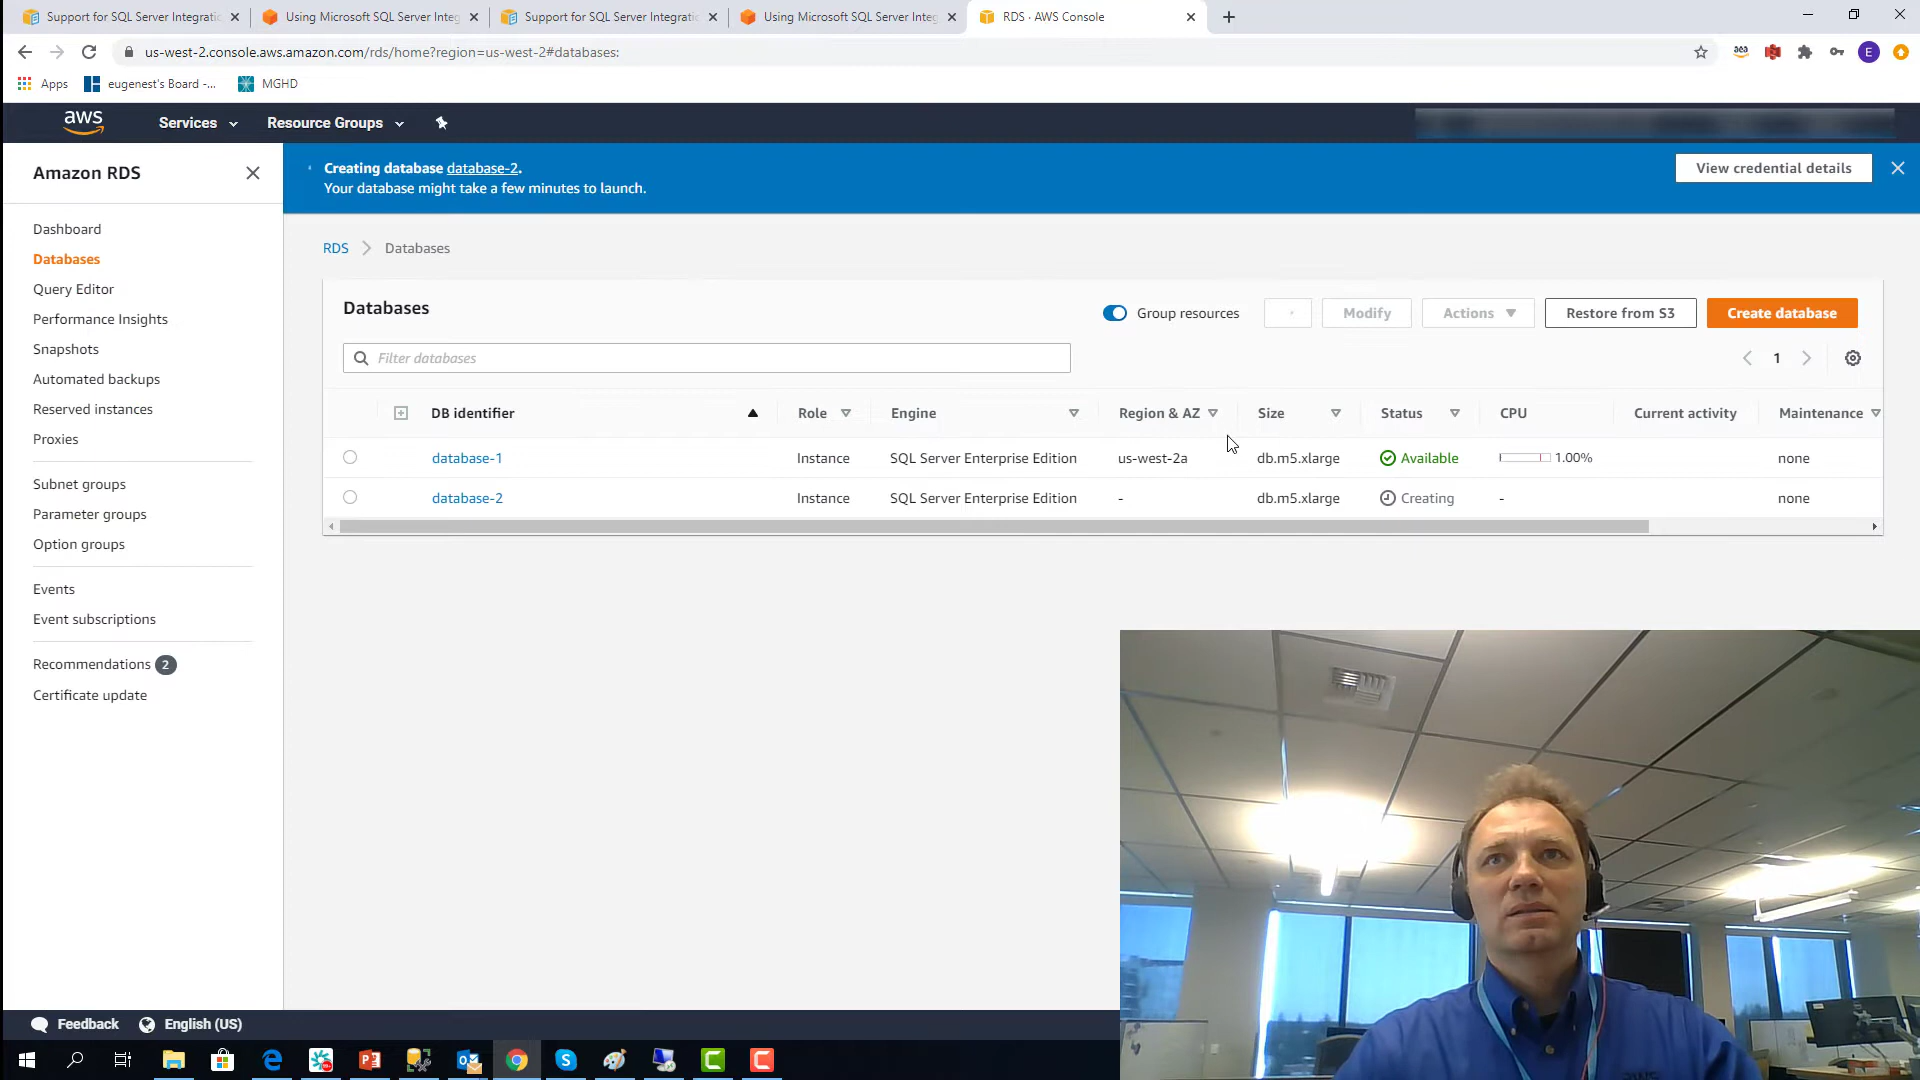 Support for SQL Server Integratio
Using Microsoft SQL Server Integ
Support for SQL Server Integratio
Using Microsoft SQL Server Integ
RDS · AWS Console
us-west-2.console.aws.amazon.com/rds/home?region=us-west-2#databases:
E
Apps
eugenest's Board -...
MGHD
aws
Services
Resource Groups
Amazon RDS
Dashboard
Databases
Query Editor
Performance Insights
Snapshots
Automated backups
Reserved instances
Proxies
Subnet groups
Parameter groups
Option groups
Events
Event subscriptions
Recommendations 2
Certificate update
Creating database database-2.
Your database might take a few minutes to launch.
View credential details
RDS > Databases
Databases
Group resources
Modify
Actions
Restore from S3
Create database
Filter databases
1
DB identifier Role Engine Region & AZ Size Status CPU Current activity Maintenance
database-1 Instance SQL Server Enterprise Edition us-west-2a db.m5.xlarge Available 1.00% none
database-2 Instance SQL Server Enterprise Edition - db.m5.xlarge Creating - none
Feedback
English (US)